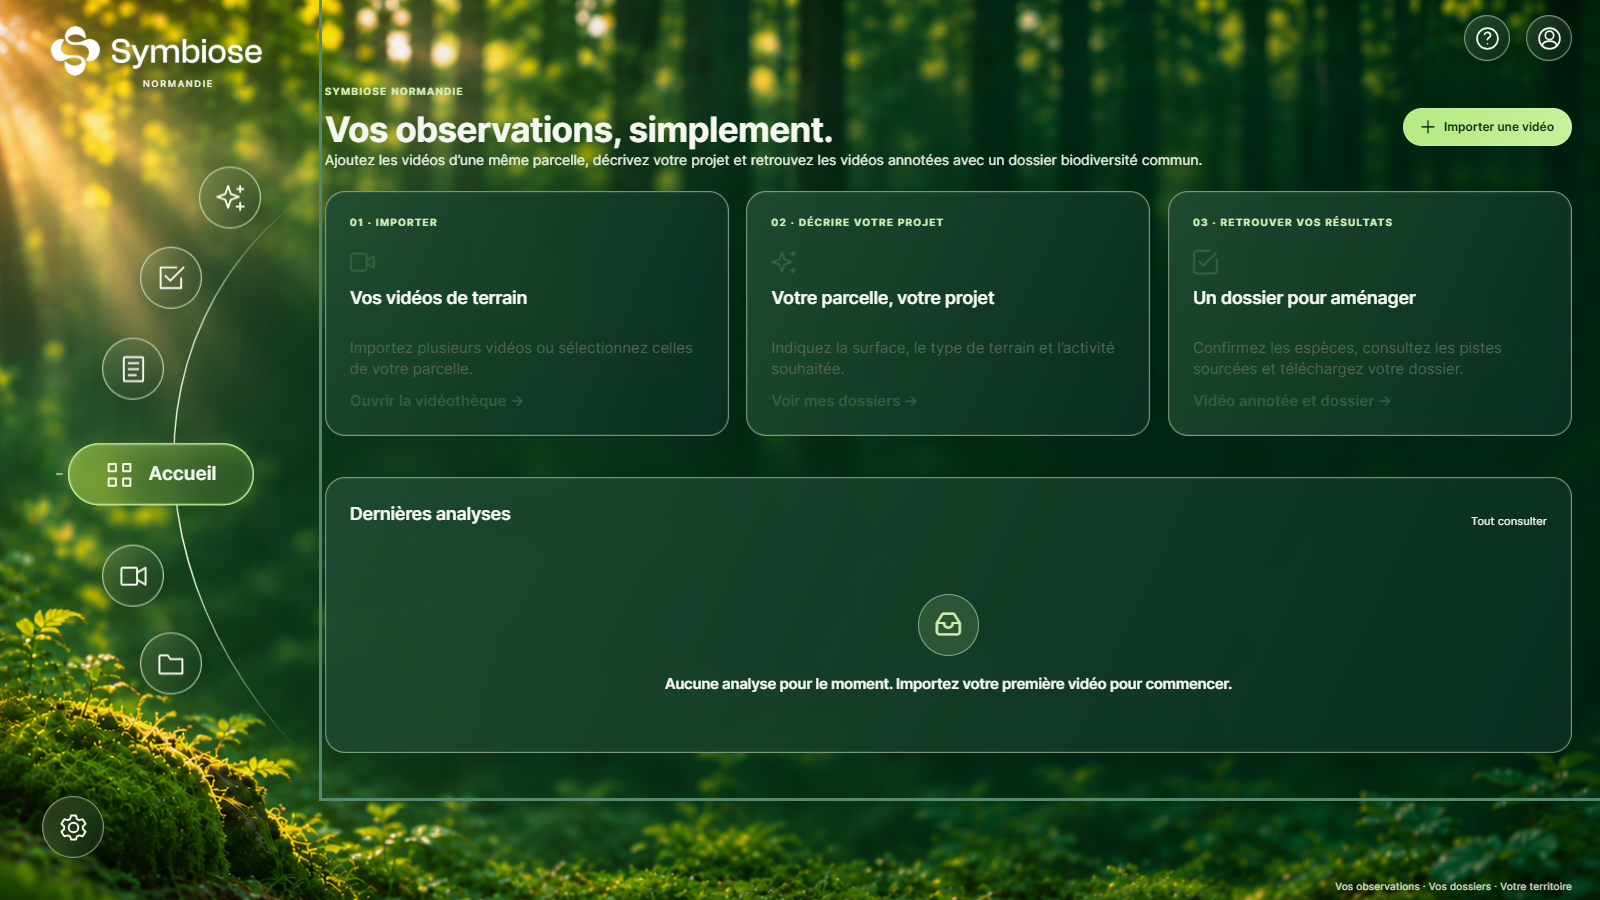 Symbiose
NORMANDIE
SYMBIOSE NORMANDIE
Vos observations, simplement.
Ajoutez les vidéos d’une même parcelle, décrivez votre projet et retrouvez les vidéos annotées avec un dossier biodiversité commun.
Importer une vidéo
01 · IMPORTER
Vos vidéos de terrain
Importez plusieurs vidéos ou sélectionnez celles
de votre parcelle.
Ouvrir la vidéothèque →
02 · DÉCRIRE VOTRE PROJET
Votre parcelle, votre projet
Indiquez la surface, le type de terrain et l’activité
souhaitée.
Voir mes dossiers →
03 · RETROUVER VOS RÉSULTATS
Un dossier pour aménager
Confirmez les espèces, consultez les pistes
sourcées et téléchargez votre dossier.
Vidéo annotée et dossier →
Accueil
Dernières analyses
Tout consulter
Aucune analyse pour le moment. Importez votre première vidéo pour commencer.
Vos observations · Vos dossiers · Votre territoire